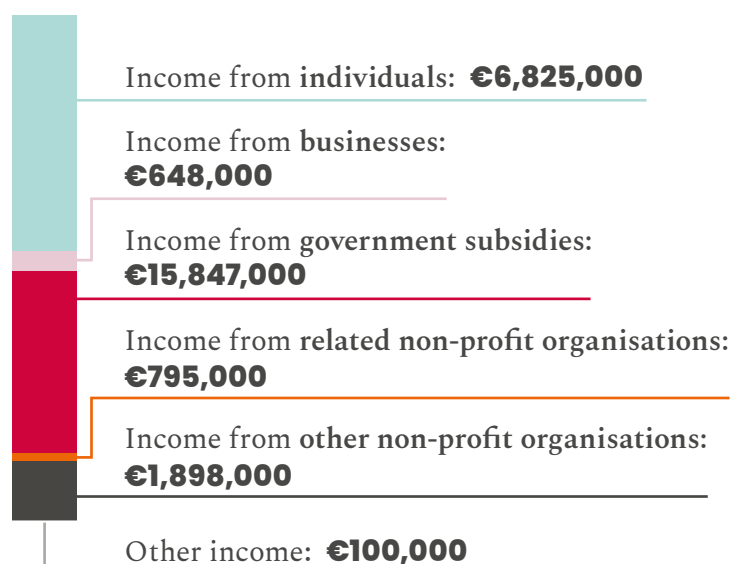 Income from individuals: €6,825,000
Income from businesses:
€648,000
Income from government subsidies:
€15,847,000
Income from related non-profit organisations:
€795,000
Income from other non-profit organisations:
€1,898,000
Other income: €100,000